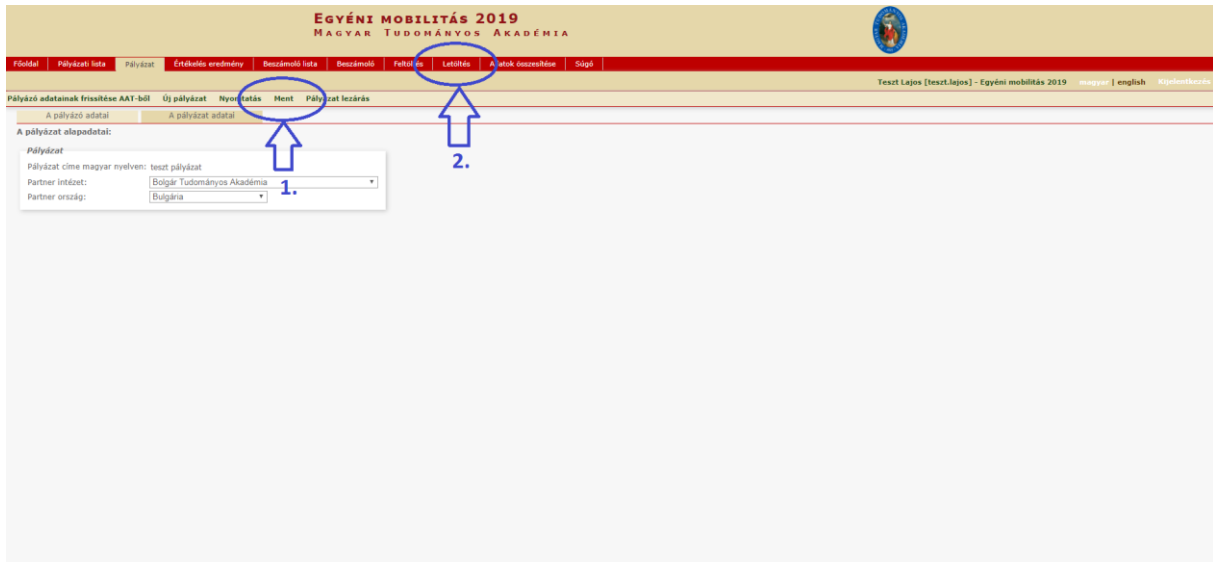 EGYÉNI MOBILITÁS 2019
MAGYAR TUDOMÁNYOS AKADÉMIA
Főoldal Pályázati lista Pályázat Értékelés eredmény Beszámoló lista Beszámoló Feltöltés Letöltés Adatok összesítése Súgó
Teszt Lajos [teszt.lajos] - Egyéni mobilitás 2019 magyar | english Kijelentkezés
Pályázó adatainak frissítése AAT-ből Új pályázat Nyomtatás Ment Pályázat lezárás
A pályázó adatai A pályázat adatai
A pályázat alapadatai:
Pályázat
Pályázat címe magyar nyelven: teszt pályázat
Partner intézet: Bolgár Tudományos Akadémia
Partner ország: Bulgária
1.
2.